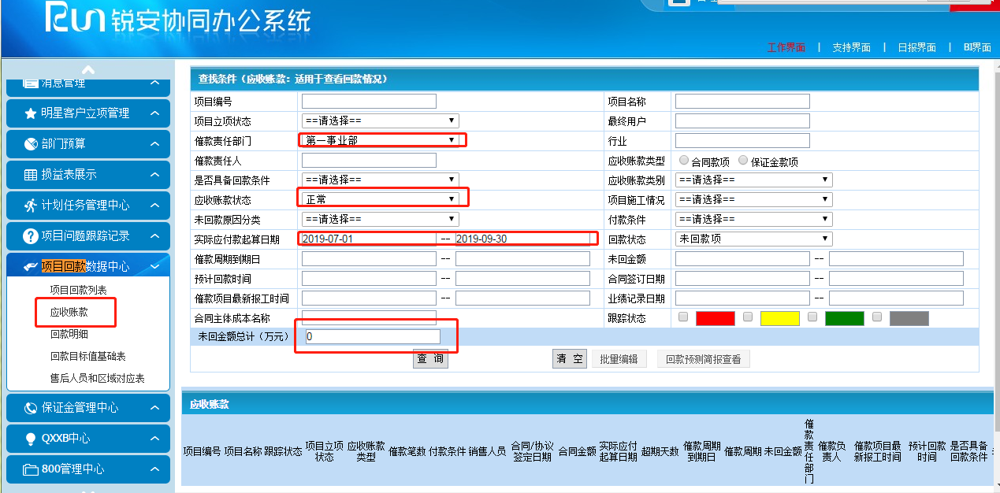 Run 锐安协同办公系统
工作界面 | 支持界面 | 日报界面 | BI界面
消息管理
明星客户立项管理
部门预算
损益表展示
计划任务管理中心
项目问题跟踪记录
项目回款数据中心
项目回款列表
应收账款
回款明细
回款目标值基础表
售后人员和区域对应表
保证金管理中心
QXXB中心
800管理中心
查找条件（应收账款：适用于查看回款情况）
项目编号 项目名称
项目立项状态 ==请选择== 最终用户
催款责任部门 第一事业部 行业
催款责任人 应收账款类型 合同款项 保证金款项
是否具备回款条件 ==请选择== 应收账款类别 ==请选择==
应收账款状态 正常 项目施工情况 ==请选择==
未回款原因分类 ==请选择== 付款条件 ==请选择==
实际应付款起算日期 2019-07-01 -- 2019-09-30 回款状态 未回款项
催款周期到期日 -- 未回金额 --
预计回款时间 -- 合同签订日期 --
催款项目最新报工时间 -- 业绩记录日期 --
合同主体成本名称 跟踪状态
未回金额总计（万元） 0
查 询 清 空 批量编辑 回款预测简报查看
应收账款
项目编号 项目名称 跟踪状态 项目立项状态 应收账款类型 催款笔数 付款条件 销售人员 合同/协议签定日期 合同金额 实际应付起算日期 超期天数 催款周期到期日 催款周期 未回金额 催款责任部门 催款负责人 催款项目最新报工时间 预计回款时间 是否具备回款条件